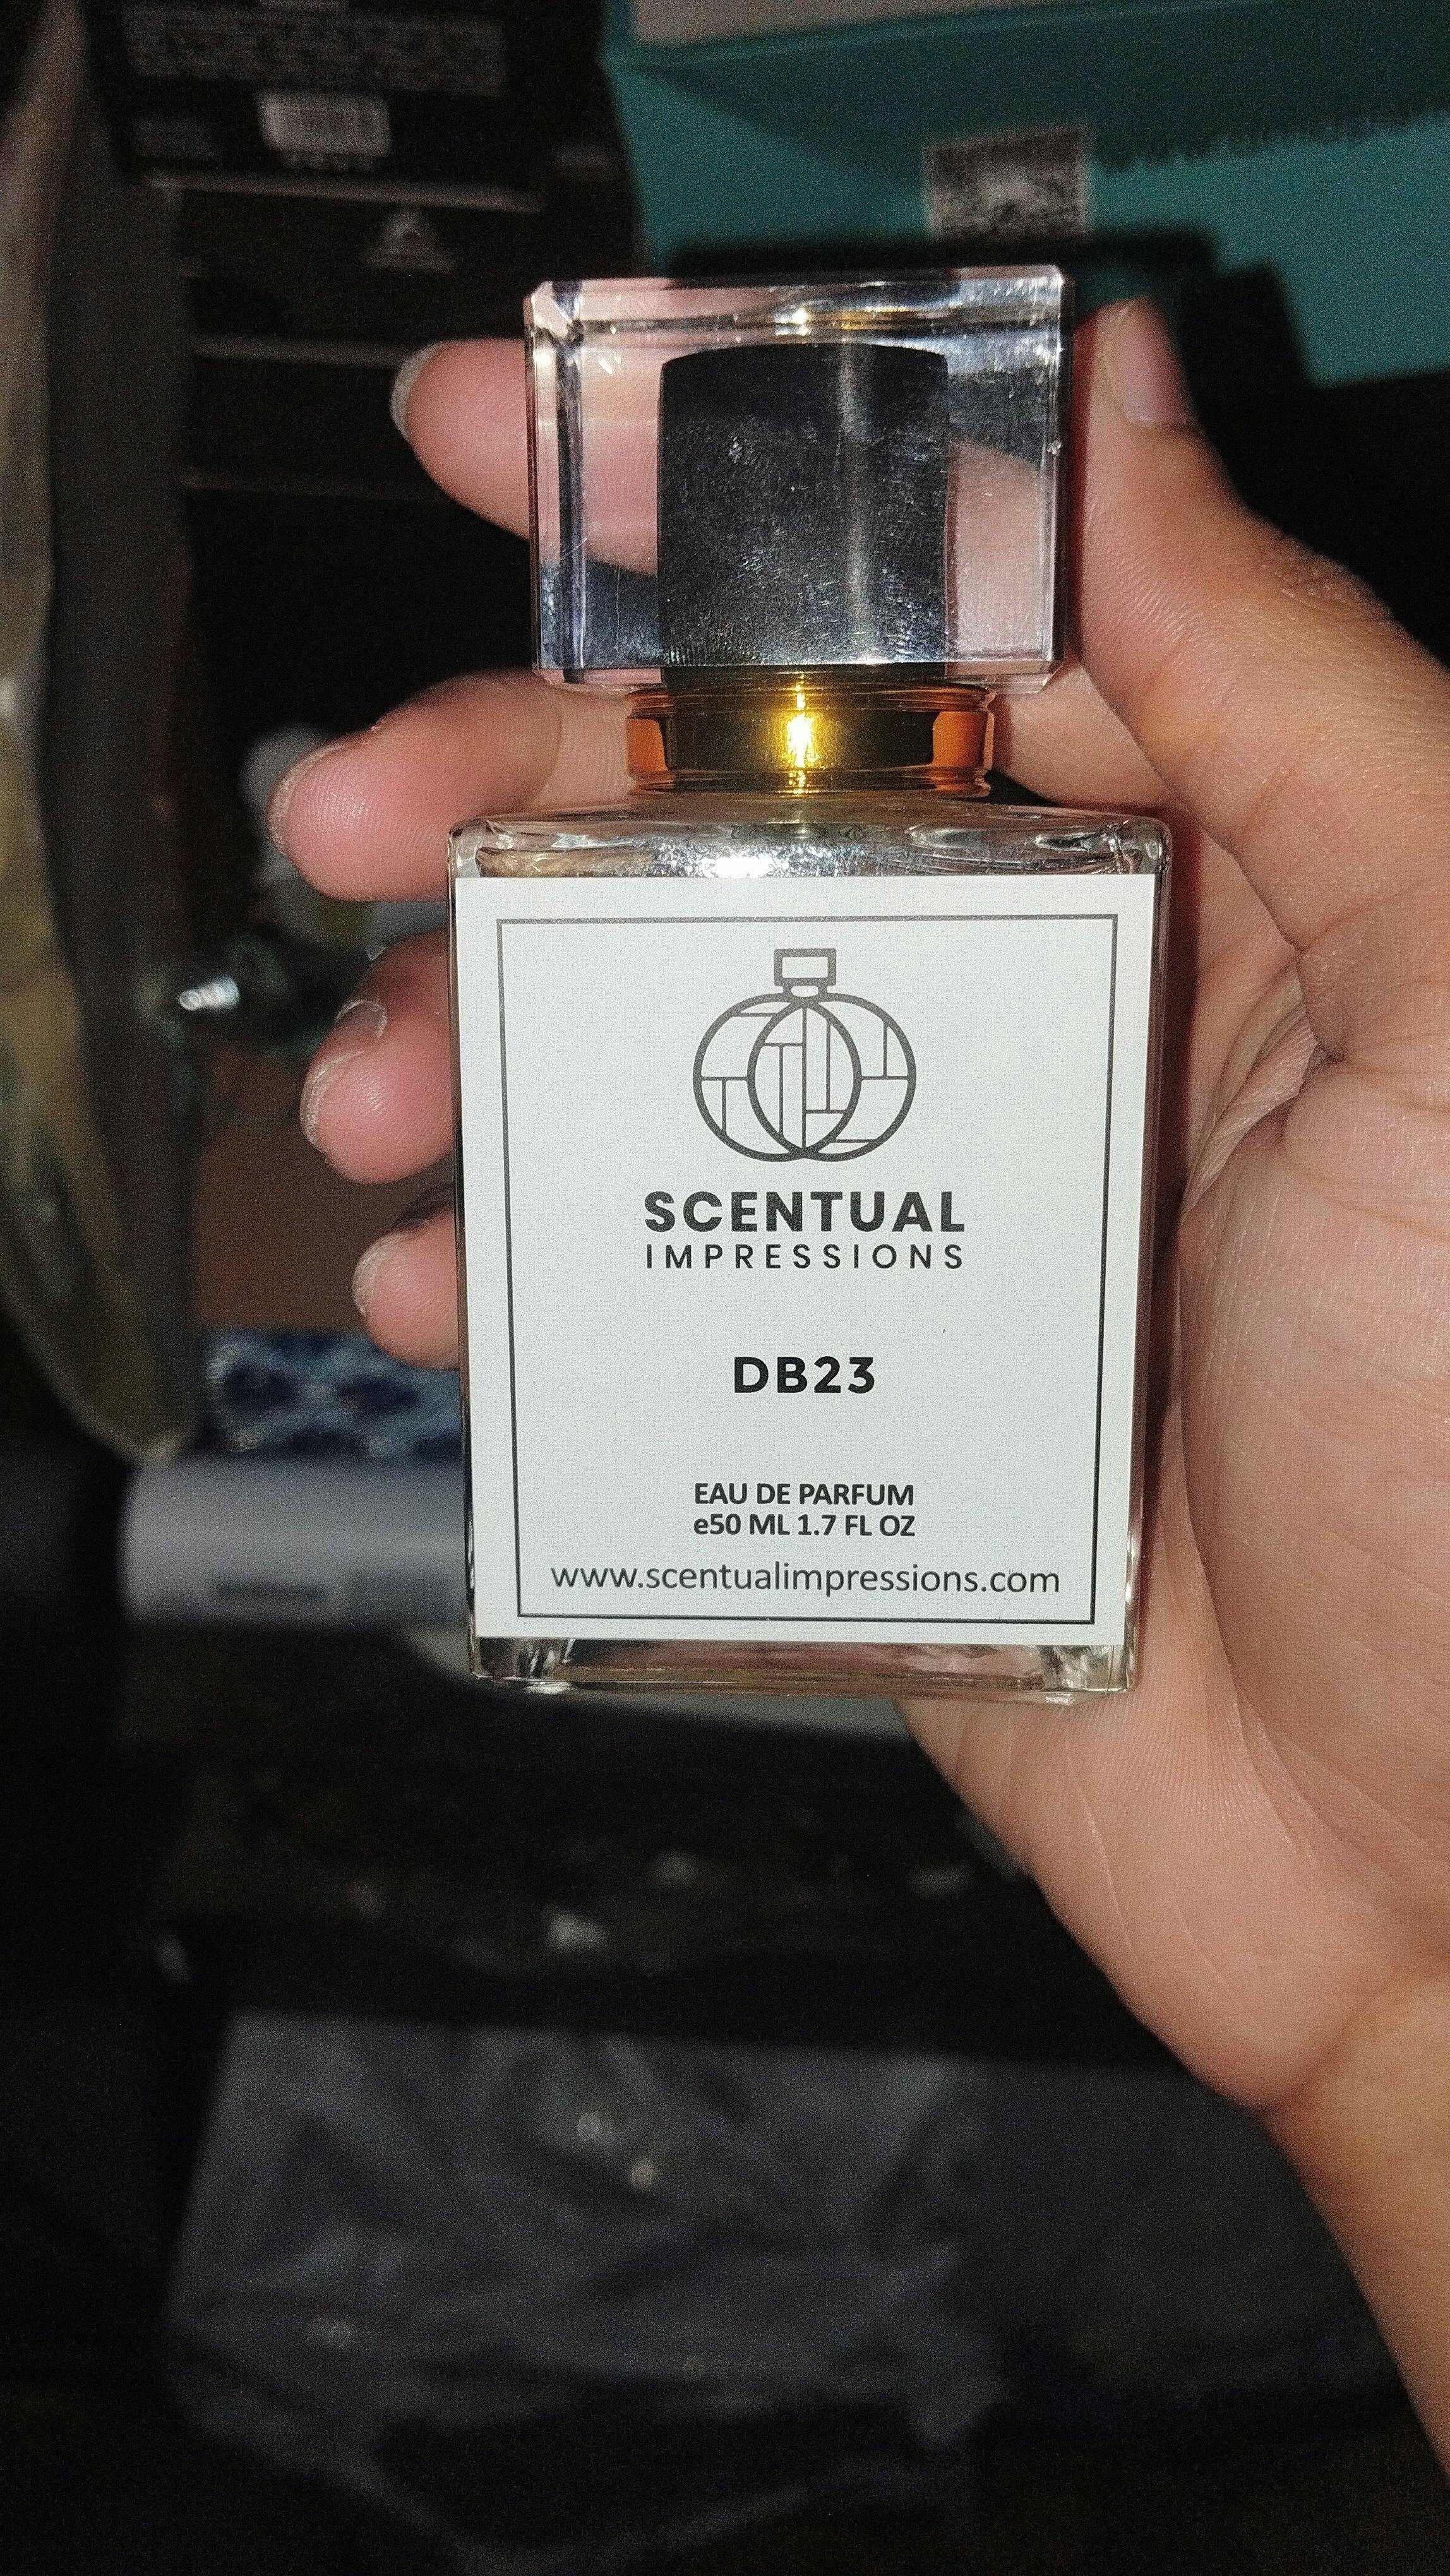 SCENTUAL
IMPRESSIONS
DB23
EAU DE PARFUM
e50 ML 1.7 FL OZ
www.scentualimpressions.com